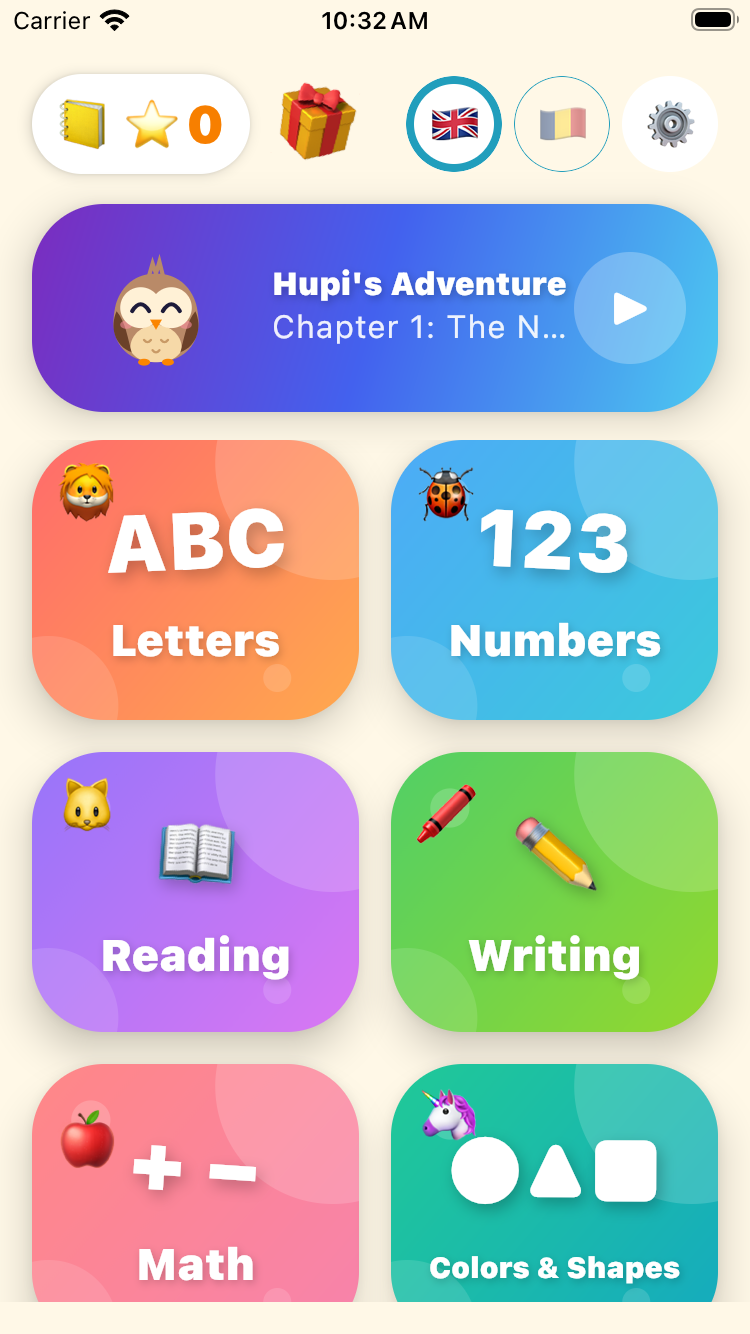 Carrier 10:32 AM
0
Hupi's Adventure
Chapter 1: The N...
ABC
Letters
123
Numbers
Reading
Writing
+ −
Math
Colors & Shapes